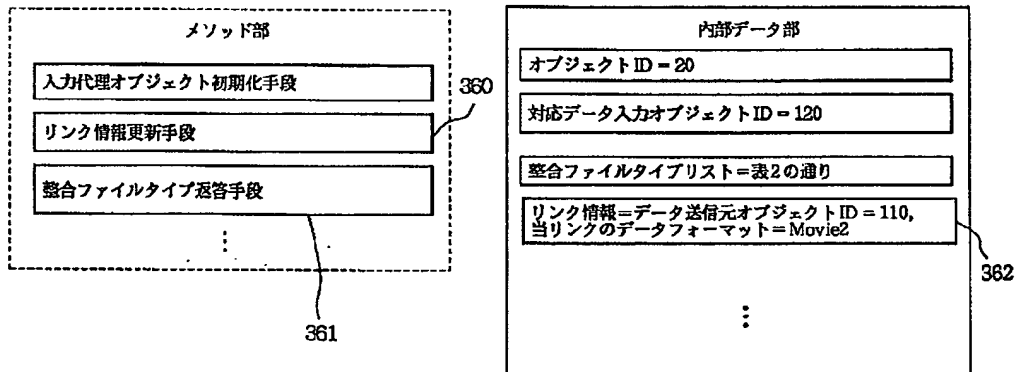 メソッド部
入力代理オブジェクト初期化手段
リンク情報更新手段
整合ファイルタイプ返答手段
⋮
360
361
内部データ部
オブジェクトID=20
対応データ入力オブジェクトID=120
整合ファイルタイプリスト=表2の通り
リンク情報=データ送信元オブジェクトID=110,
当リンクのデータフォーマット=Movie2
⋮
362